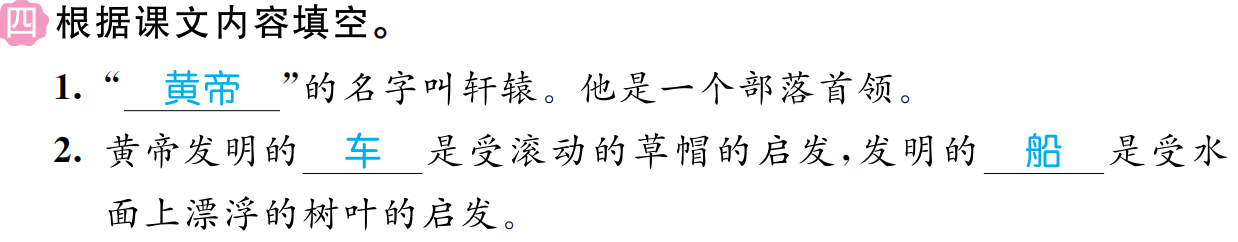 四 根据课文内容填空。
1. “黄帝”的名字叫轩辕。他是一个部落首领。
2. 黄帝发明的 车 是受滚动的草帽的启发,发明的 船 是受水
面上漂浮的树叶的启发。